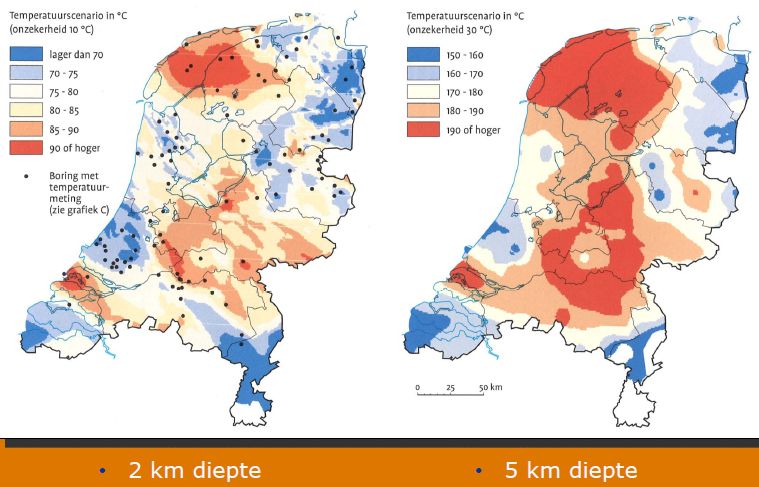 Temperatuurscenario in °C
(onzekerheid 10 °C)
lager dan 70
70 - 75
75 - 80
80 - 85
85 - 90
90 of hoger
Boring met
temperatuur-
meting
(zie grafiek C)
Temperatuurscenario in °C
(onzekerheid 30 °C)
150 - 160
160 - 170
170 - 180
180 - 190
190 of hoger
0 25 50 km
• 2 km diepte
• 5 km diepte